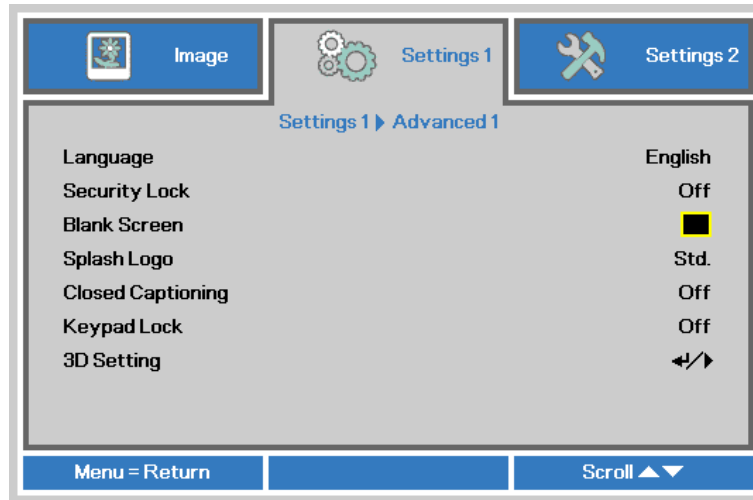 Image
Settings 1
Settings 2
Settings 1 ▶ Advanced 1
Language English
Security Lock Off
Blank Screen
Splash Logo Std.
Closed Captioning Off
Keypad Lock Off
3D Setting ↵/▶
Menu = Return
Scroll ▲▼